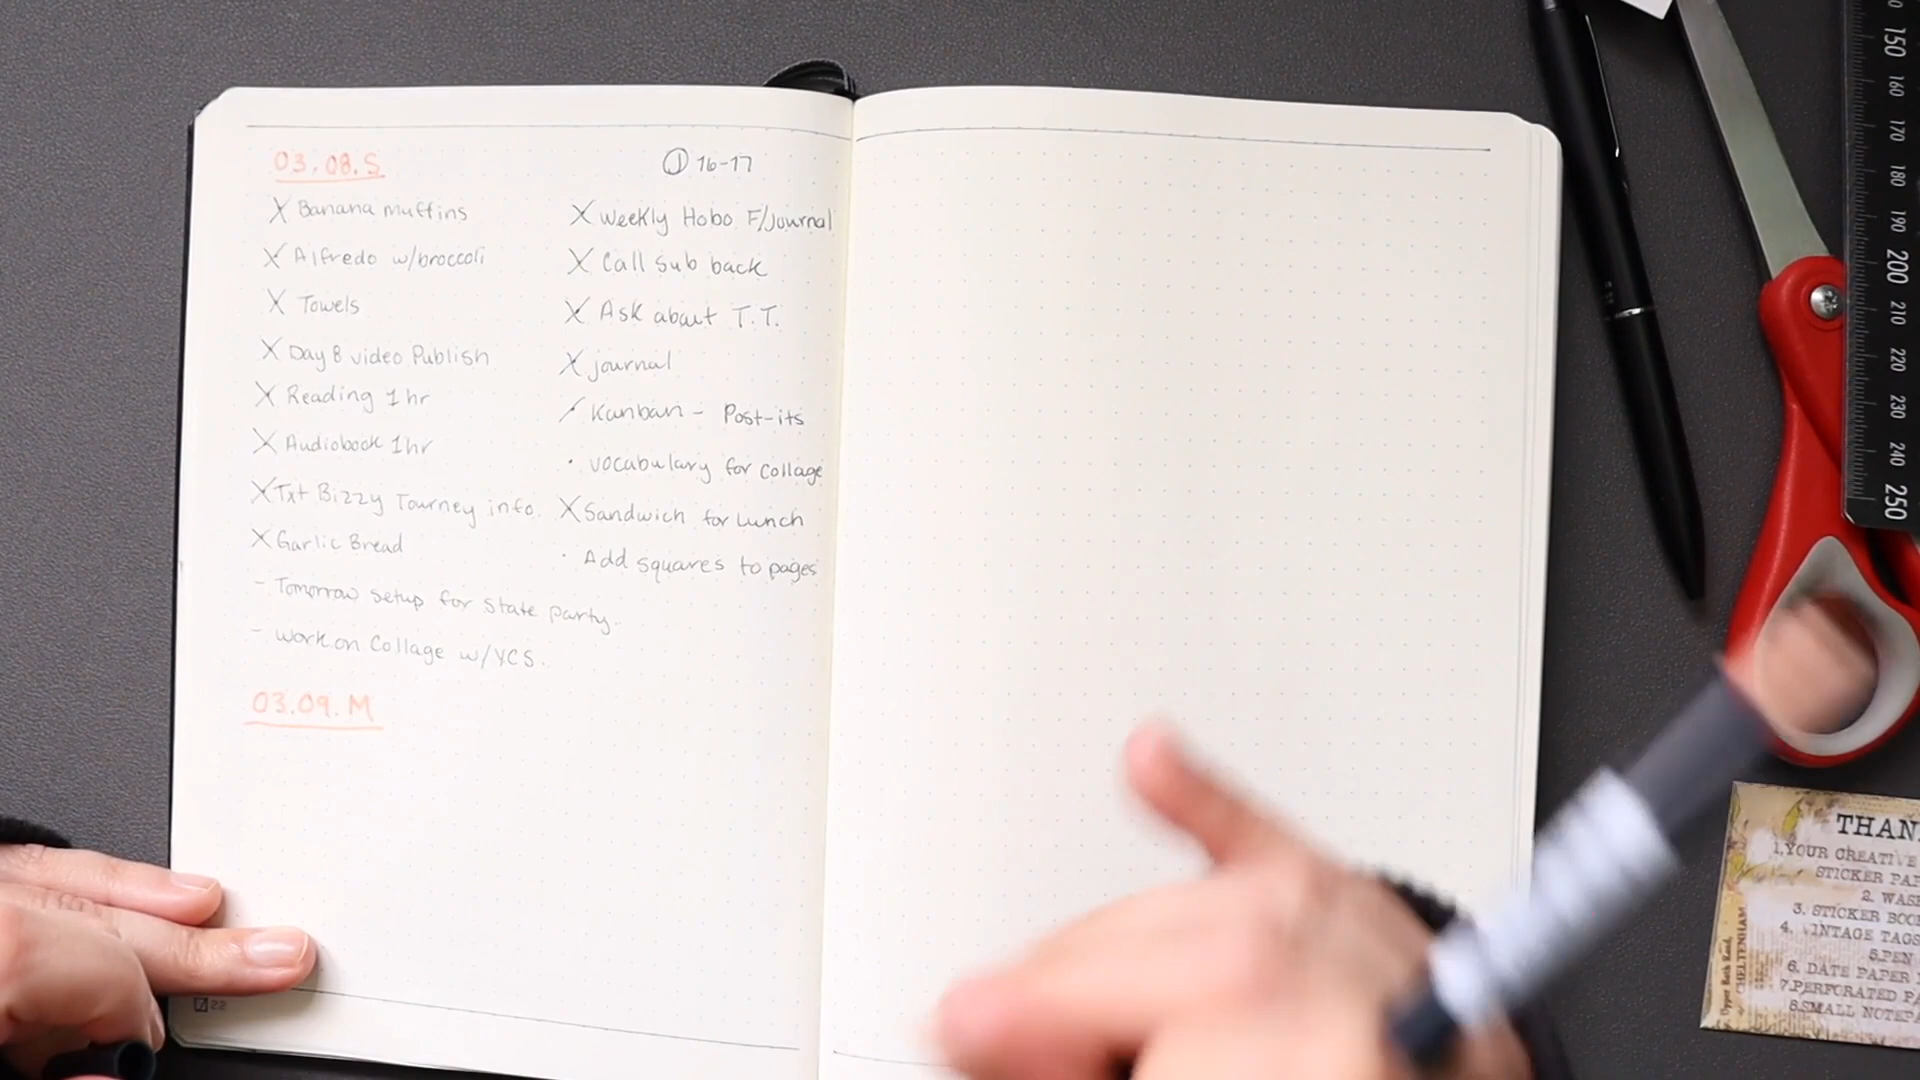 03.08.S
X Banana muffins
X Alfredo w/broccoli
X Towels
X Day 8 video Publish
X Reading 1hr
X Audiobook 1hr
X Txt Bizzy Tourney info.
X Garlic Bread
- Tomorrow setup for State party.
- Work on Collage w/YCS.
03.09.M
22
J 16-17
X Weekly Hobo F/Journal
X Call Sub back
X Ask about T.T.
X journal
/ Kanban - Post-its
· vocabulary for collage
X Sandwich for Lunch
· Add squares to pages
150
160
170
180
190
200
210
220
230
240
250
THAN
1,YOUR CREATIVE
STICKER PAP
2. WASH
3. STICKER BOO
4. VINTAGE TAGS
5.PEN
6. DATE PAPER
7.PERFORATED PA
8.SMALL NOTEPA
CHELTENHAM